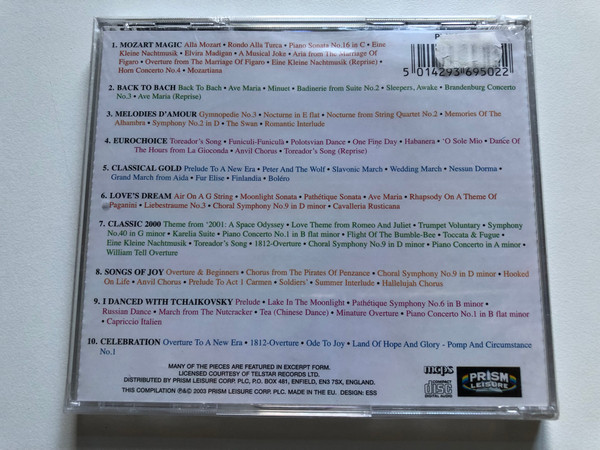 P
5 014293 695022
1. MOZART MAGIC Alla Mozart • Rondo Alla Turca • Piano Sonata No.16 in C • Eine
Kleine Nachtmusik • Elvira Madigan • A Musical Joke • Aria from The Marriage Of
Figaro • Overture from The Marriage Of Figaro • Eine Kleine Nachtmusik (Reprise) •
Horn Concerto No.4 • Mozartiana
2. BACK TO BACH Back To Bach • Ave Maria • Minuet • Badinerie from Suite No.2 • Sleepers, Awake • Brandenburg Concerto
No.3 • Ave Maria (Reprise)
3. MELODIES D'AMOUR Gymnopedie No.3 • Nocturne in E flat • Nocturne from String Quartet No.2 • Memories Of The
Alhambra • Symphony No.2 in D • The Swan • Romantic Interlude
4. EUROCHOICE Toreador's Song • Funiculi-Funiculà • Polotsvian Dance • One Fine Day • Habanera • 'O Sole Mio • Dance Of
The Hours from La Gioconda • Anvil Chorus • Toreador's Song (Reprise)
5. CLASSICAL GOLD Prelude To A New Era • Peter And The Wolf • Slavonic March • Wedding March • Nessun Dorma •
Grand March from Aida • Fur Elise • Finlandia • Boléro
6. LOVE'S DREAM Air On A G String • Moonlight Sonata • Pathétique Sonata • Ave Maria • Rhapsody On A Theme Of
Paganini • Liebestraume No.3 • Choral Symphony No.9 in D minor • Cavalleria Rusticana
7. CLASSIC 2000 Theme from '2001: A Space Odyssey • Love Theme from Romeo And Juliet • Trumpet Voluntary • Symphony
No.40 in G minor • Karelia Suite • Piano Concerto No.1 in B flat minor • Flight Of The Bumble-Bee • Toccata & Fugue •
Eine Kleine Nachtmusik • Toreador's Song • 1812-Overture • Choral Symphony No.9 in D minor • Piano Concerto in A minor •
William Tell Overture
8. SONGS OF JOY Overture & Beginners • Chorus from The Pirates Of Penzance • Choral Symphony No.9 in D minor • Hooked
On Life • Anvil Chorus • Prelude To Act 1 Carmen • Soldiers' • Summer Interlude • Hallelujah Chorus
9. I DANCED WITH TCHAIKOVSKY Prelude • Lake In The Moonlight • Pathétique Symphony No.6 in B minor •
Russian Dance • March from The Nutcracker • Tea (Chinese Dance) • Minature Overture • Piano Concerto No.1 in B flat minor
• Capriccio Italien
10. CELEBRATION Overture To A New Era • 1812-Overture • Ode To Joy • Land Of Hope And Glory - Pomp And Circumstance
No.1
MANY OF THE PIECES ARE FEATURED IN EXCERPT FORM.
LICENSED COURTESY OF TELSTAR RECORDS LTD.
DISTRIBUTED BY PRISM LEISURE CORP. PLC, P.O. BOX 481, ENFIELD, EN3 7SX, ENGLAND.
THIS COMPILATION ℗&© 2003 PRISM LEISURE CORP. PLC. MADE IN THE EU. DESIGN: ESS
mcps
COMPACT disc DIGITAL AUDIO
PRISM LEISURE